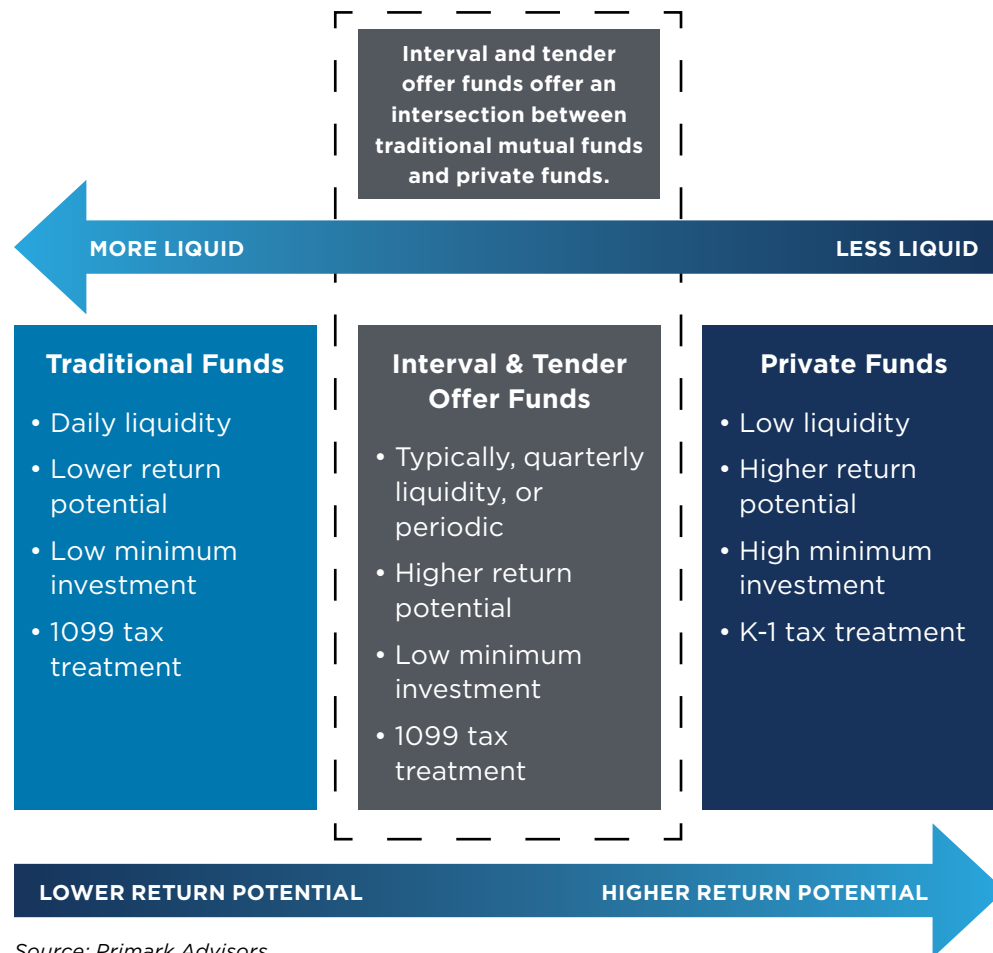 Interval and tender
offer funds offer an
intersection between
traditional mutual funds
and private funds.
MORE LIQUID
LESS LIQUID
Traditional Funds
• Daily liquidity
• Lower return
potential
• Low minimum
investment
• 1099 tax
treatment
Interval & Tender
Offer Funds
• Typically, quarterly
liquidity, or
periodic
• Higher return
potential
• Low minimum
investment
• 1099 tax
treatment
Private Funds
• Low liquidity
• Higher return
potential
• High minimum
investment
• K-1 tax treatment
LOWER RETURN POTENTIAL
HIGHER RETURN POTENTIAL
Source: Primark Advisors